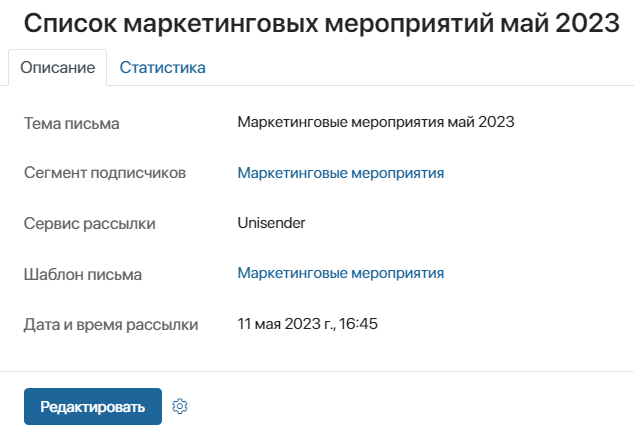 Список маркетинговых мероприятий май 2023
Описание Статистика
Тема письма Маркетинговые мероприятия май 2023
Сегмент подписчиков Маркетинговые мероприятия
Сервис рассылки Unisender
Шаблон письма Маркетинговые мероприятия
Дата и время рассылки 11 мая 2023 г., 16:45
Редактировать